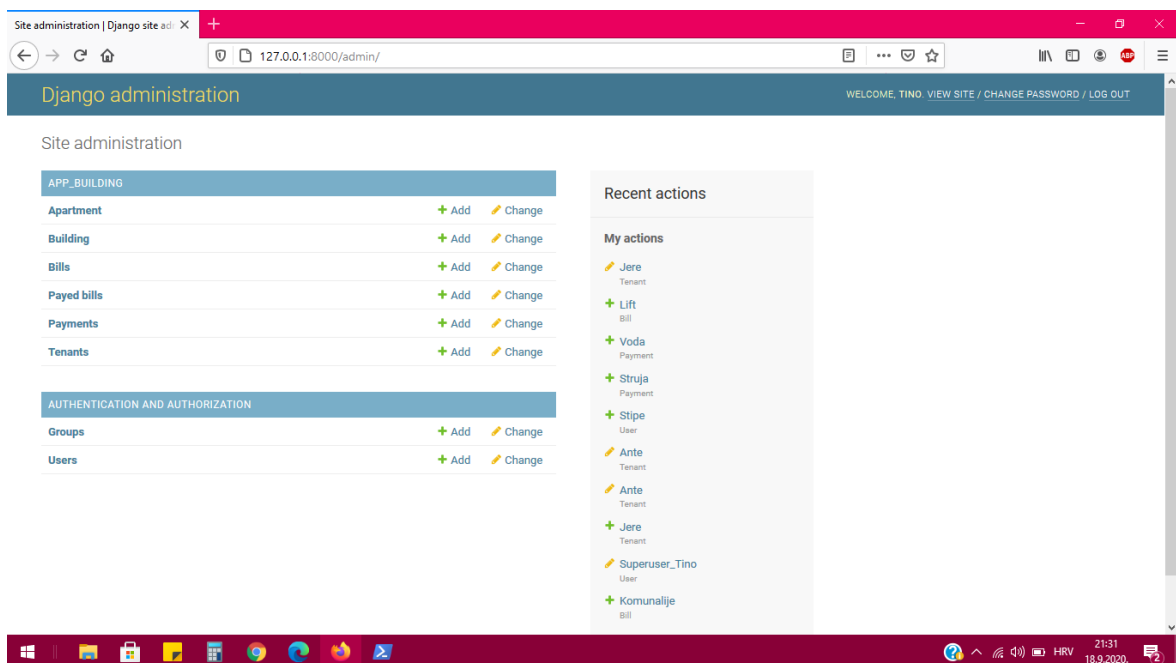 Site administration | Django site ad
127.0.0.1:8000/admin/
ABP
Django administration
WELCOME, TINO. VIEW SITE / CHANGE PASSWORD / LOG OUT
Site administration
APP_BUILDING
Apartment + Add Change
Building + Add Change
Bills + Add Change
Payed bills + Add Change
Payments + Add Change
Tenants + Add Change
AUTHENTICATION AND AUTHORIZATION
Groups + Add Change
Users + Add Change
Recent actions
My actions
Jere
Tenant
+ Lift
Bill
+ Voda
Payment
+ Struja
Payment
+ Stipe
User
Ante
Tenant
Ante
Tenant
+ Jere
Tenant
Superuser_Tino
User
+ Komunalije
Bill
HRV
21:31
18.9.2020.
2